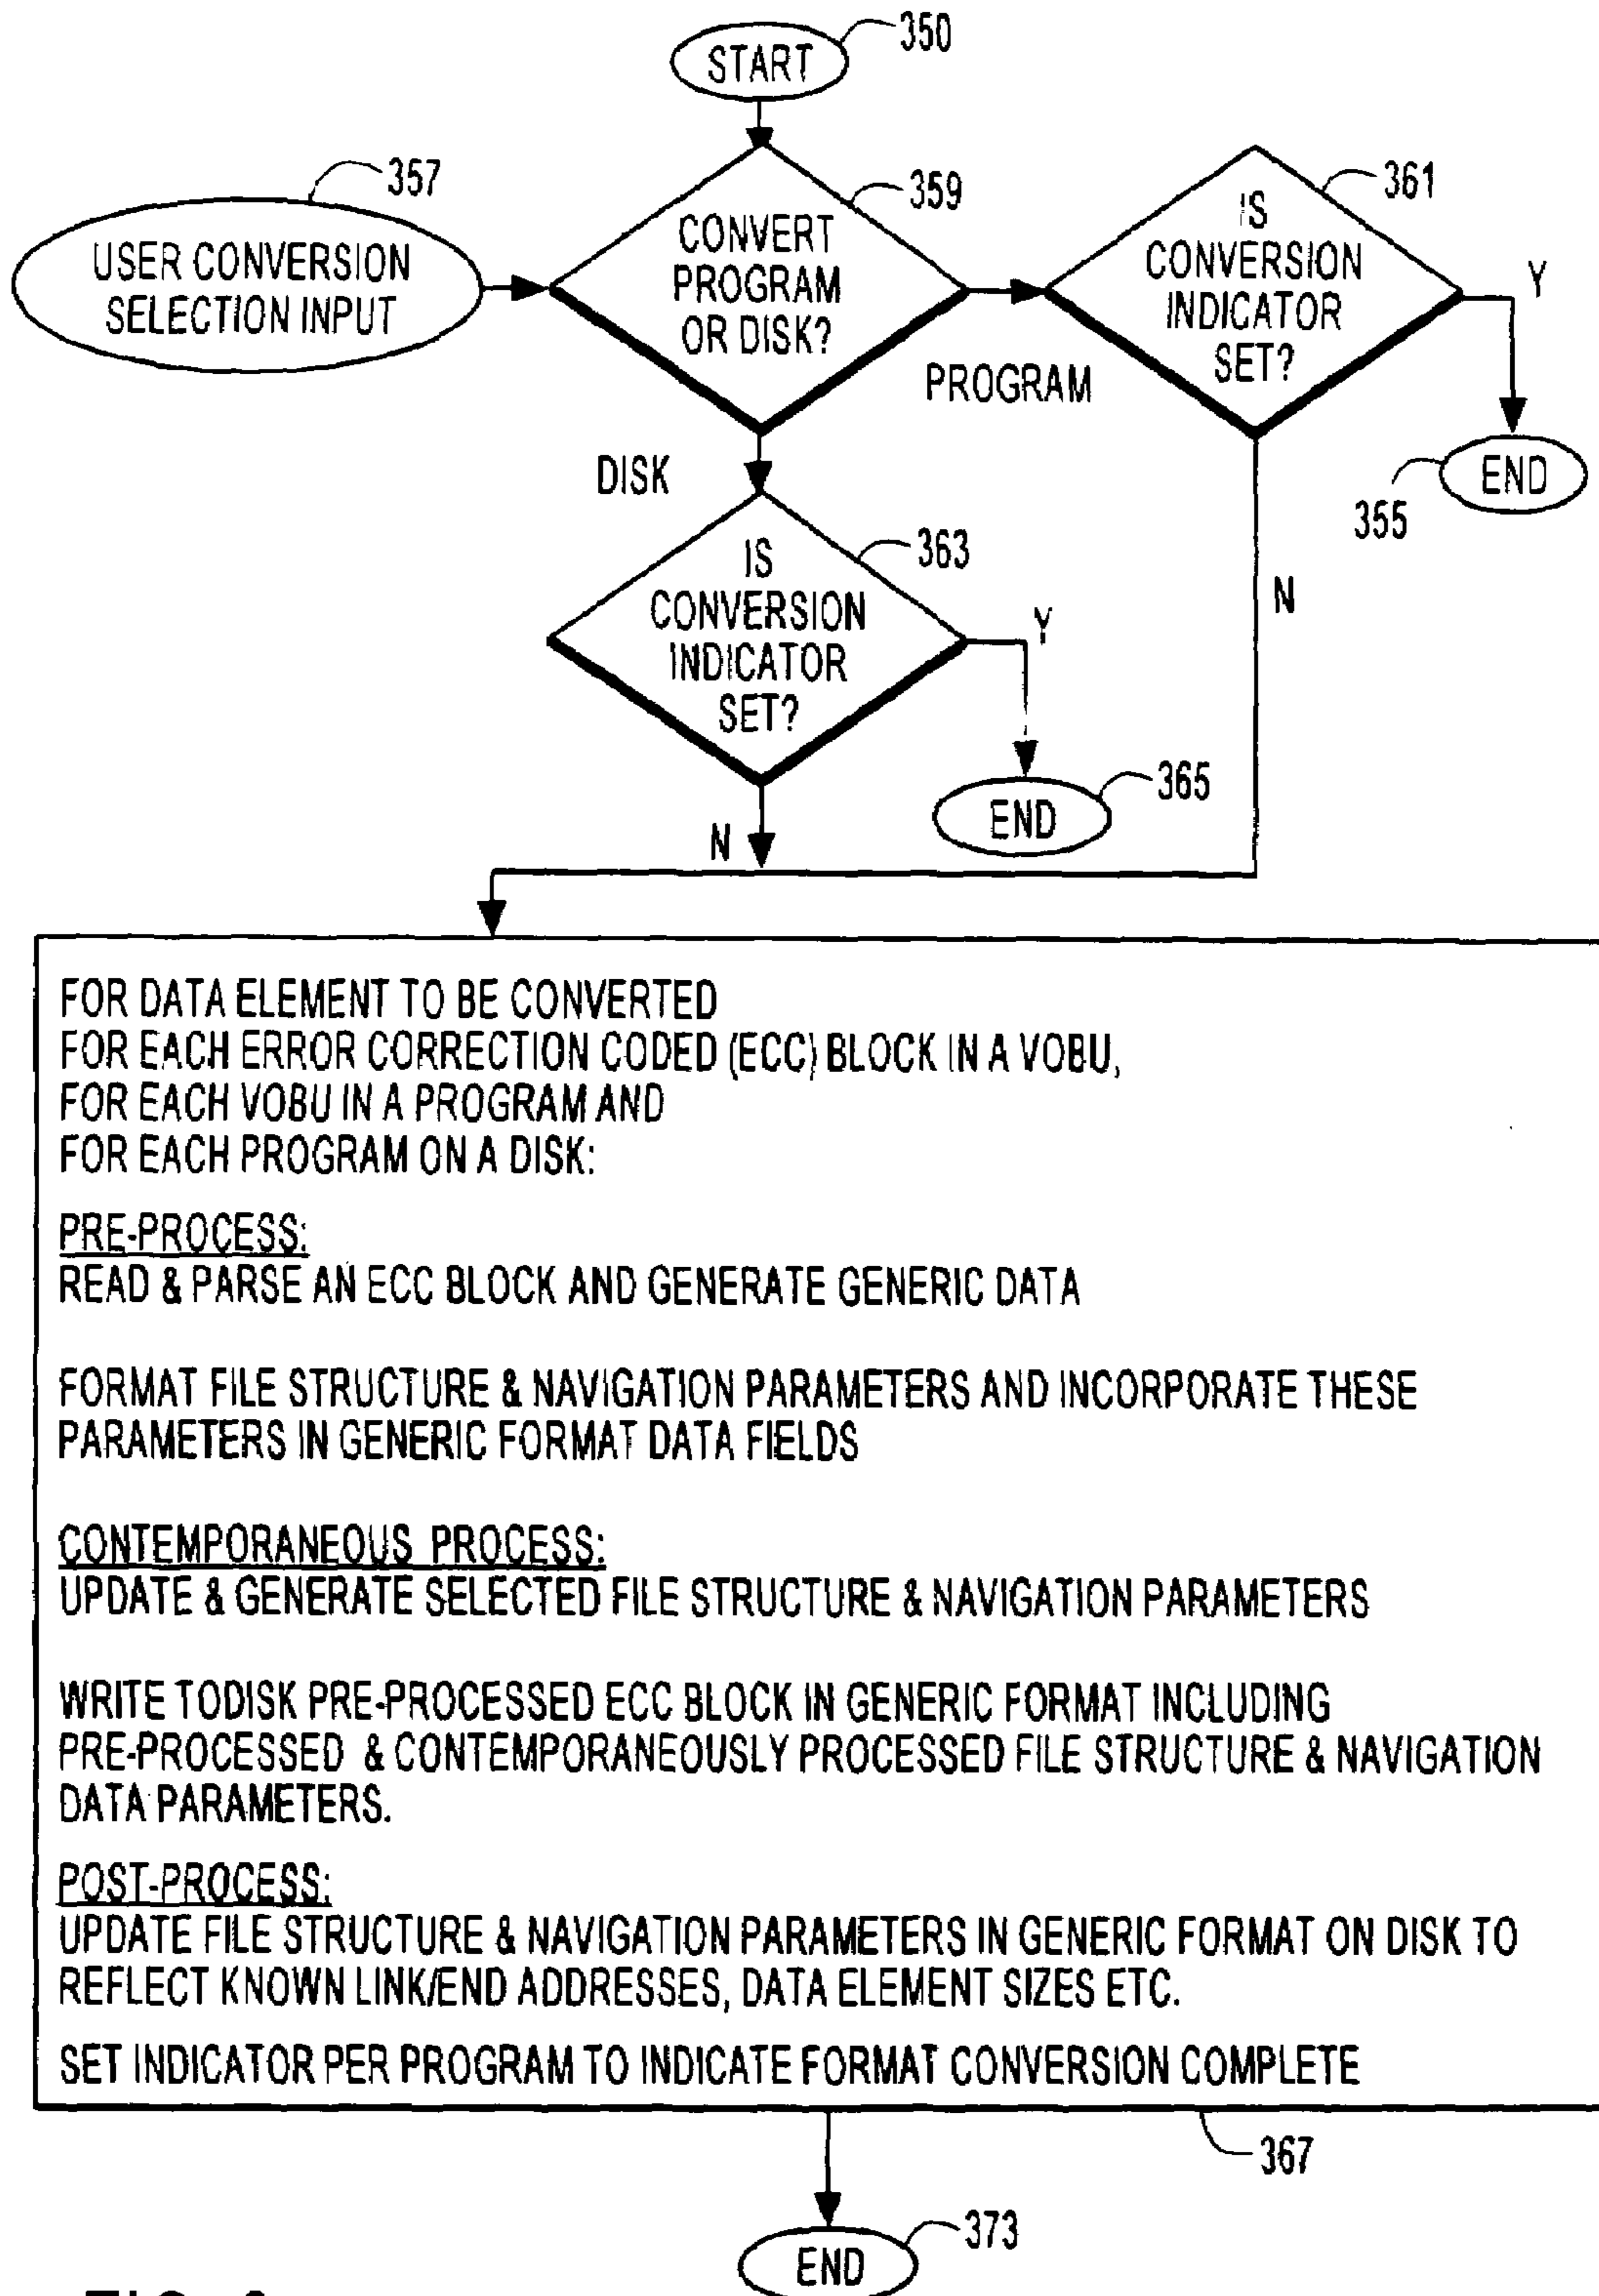 350
START
357
359
361
USER CONVERSION
SELECTION INPUT
CONVERT
PROGRAM
OR DISK?
IS
CONVERSION
INDICATOR
SET?
Y
PROGRAM
DISK
END
355
363
IS
CONVERSION
INDICATOR
SET?
Y
N
END
365
N
FOR DATA ELEMENT TO BE CONVERTED
FOR EACH ERROR CORRECTION CODED (ECC) BLOCK IN A VOBU,
FOR EACH VOBU IN A PROGRAM AND
FOR EACH PROGRAM ON A DISK:
PRE-PROCESS:
READ & PARSE AN ECC BLOCK AND GENERATE GENERIC DATA
FORMAT FILE STRUCTURE & NAVIGATION PARAMETERS AND INCORPORATE THESE
PARAMETERS IN GENERIC FORMAT DATA FIELDS
CONTEMPORANEOUS PROCESS:
UPDATE & GENERATE SELECTED FILE STRUCTURE & NAVIGATION PARAMETERS
WRITE TODISK PRE-PROCESSED ECC BLOCK IN GENERIC FORMAT INCLUDING
PRE-PROCESSED & CONTEMPORANEOUSLY PROCESSED FILE STRUCTURE & NAVIGATION
DATA PARAMETERS.
POST-PROCESS:
UPDATE FILE STRUCTURE & NAVIGATION PARAMETERS IN GENERIC FORMAT ON DISK TO
REFLECT KNOWN LINK/END ADDRESSES, DATA ELEMENT SIZES ETC.
SET INDICATOR PER PROGRAM TO INDICATE FORMAT CONVERSION COMPLETE
367
373
END